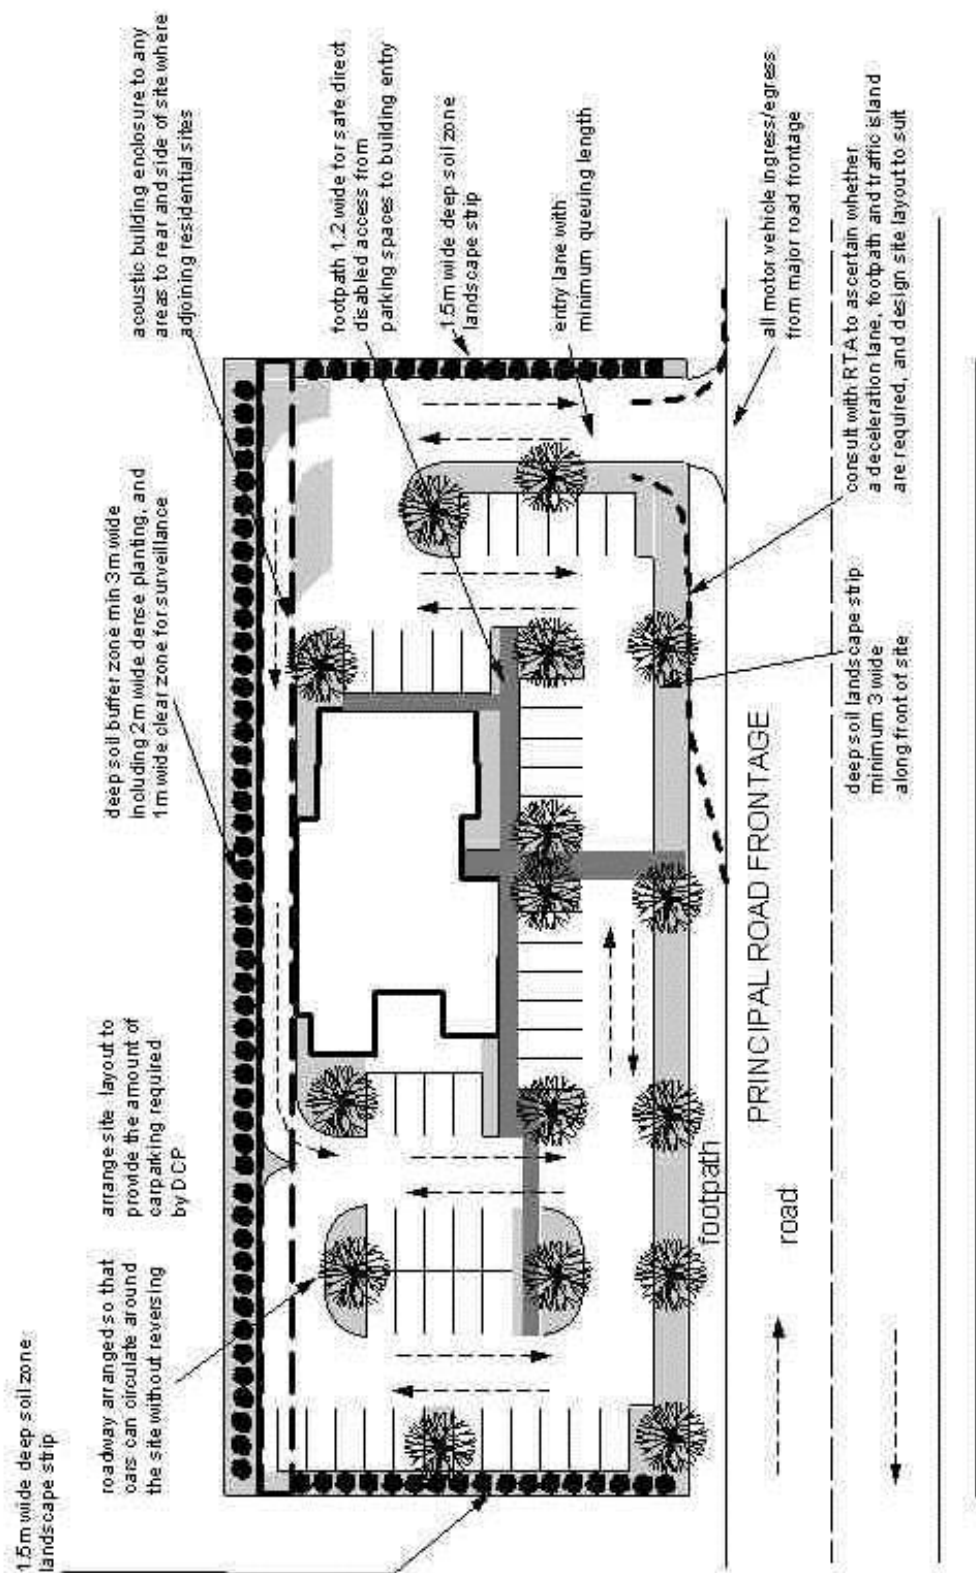 1.5m wide deep soil zone
landscape strip
roadway arranged so that
cars can circulate around
the site without reversing
arrange site layout to
provide the amount of
carparking required
by DCP
deep soil buffer zone min 3m wide
including 2m wide dense planting, and
1m wide clear zone for surveillance
acoustic building enclosure to any
areas to rear and side of site where
adjoining residential sites
footpath 1.2 wide for safe direct
disabled access from
parking spaces to building entry
1.5m wide deep soil zone
landscape strip
entry lane with
minimum queuing length
all motor vehicle ingress/egress
from major road frontage
consult with RTA to ascertain whether
a deceleration lane, footpath and traffic island
are required, and design site layout to suit
deep soil landscape strip
minimum 3 wide
along front of site
footpath
PRINCIPAL ROAD FRONTAGE
road